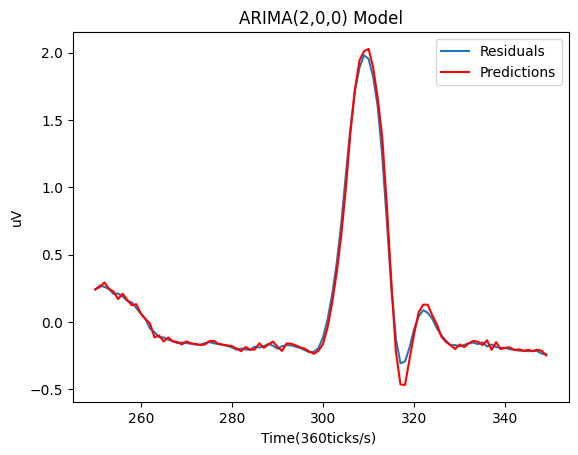 ARIMA(2,0,0) Model
Residuals
Predictions
uV
2.0
1.5
1.0
0.5
0.0
−0.5
260 280 300 320 340
Time(360ticks/s)